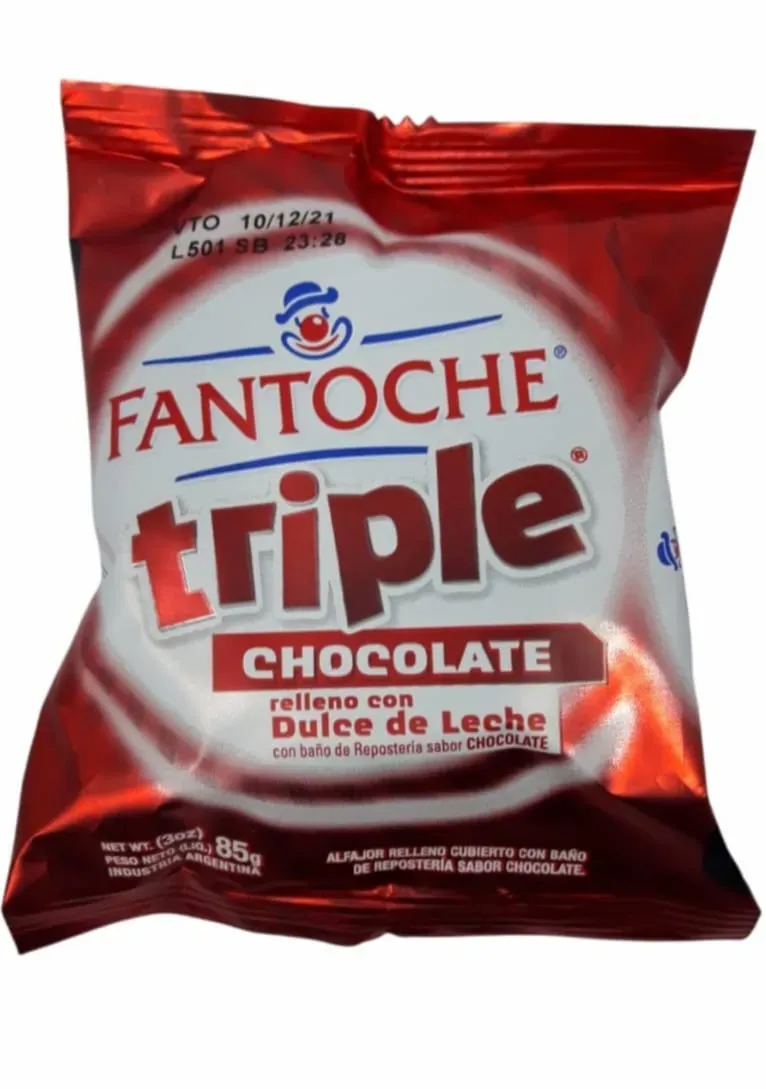 VTO 10/12/21
L501 SB 23:28
FANTOCHE®
triple®
CHOCOLATE
relleno con
Dulce de Leche
con baño de Repostería sabor CHOCOLATE
NET WT. (3oz)
PESO NETO (LIQ.) 85g
INDUSTRIA ARGENTINA
ALFAJOR RELLENO CUBIERTO CON BAÑO
DE REPOSTERÍA SABOR CHOCOLATE.